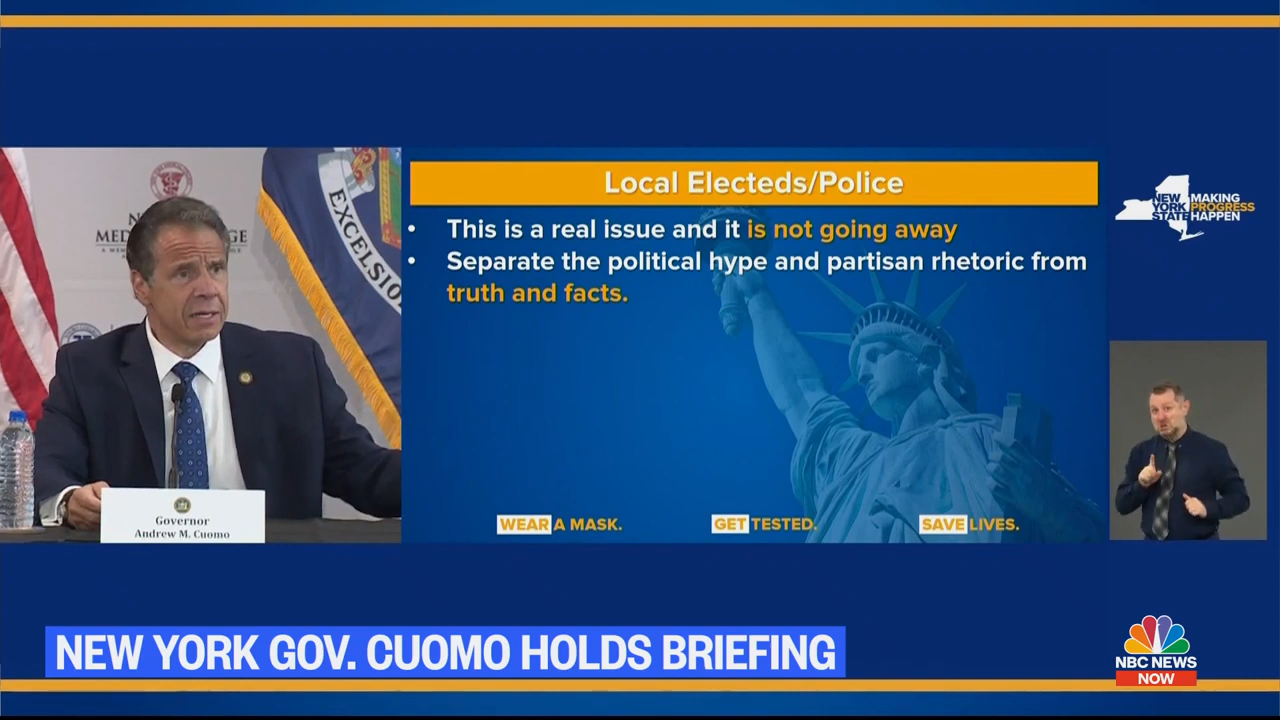 Local Electeds/Police
• This is a real issue and it is not going away
• Separate the political hype and partisan rhetoric from
truth and facts.
NEW
YORK
STATE
MAKING
PROGRESS
HAPPEN
EXCELSIO
Governor
Andrew M. Cuomo
WEAR A MASK.
GET TESTED.
SAVE LIVES.
NEW YORK GOV. CUOMO HOLDS BRIEFING
NBC NEWS
NOW